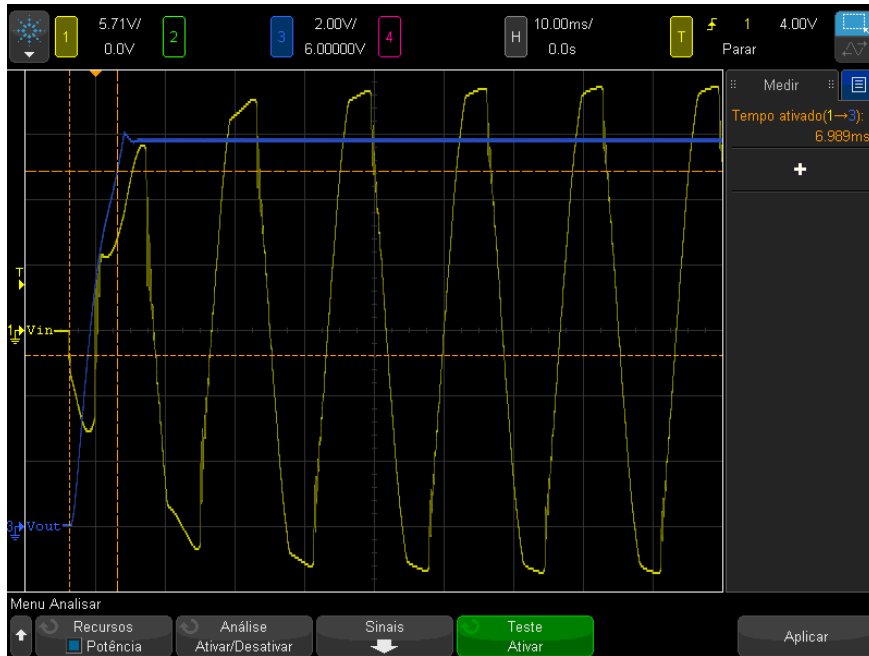 1 5.71V/ 2 3 2.00V/ 4 H 10.00ms/ T 1 4.00V
0.0V 6.00000V 0.0s Parar
Medir
Tempo ativado(1→3):
6.989ms
+
T
1 Vin
3 Vout
Menu Analisar
Recursos Análise Sinais Teste Aplicar
Potência Ativar/Desativar Ativar